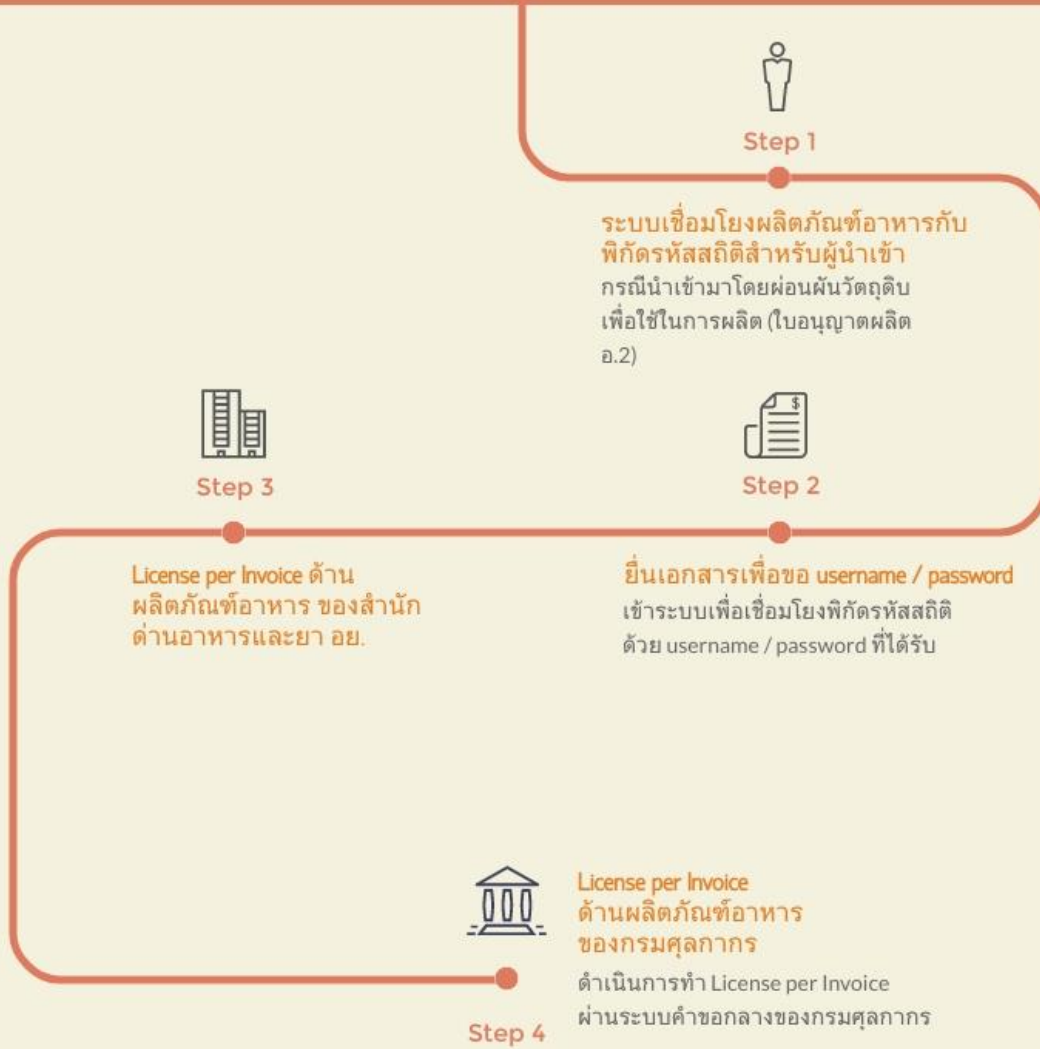 Step 1
ระบบเชื่อมโยงผลิตภัณฑ์อาหารกับ
พิกัดรหัสสถิติสำหรับผู้นำเข้า
กรณีนำเข้ามาโดยผ่อนผันวัตถุดิบ
เพื่อใช้ในการผลิต (ใบอนุญาตผลิต
อ.2)
$
Step 2
ยื่นเอกสารเพื่อขอ username / password
เข้าระบบเพื่อเชื่อมโยงพิกัดรหัสสถิติ
ด้วย username / password ที่ได้รับ
Step 3
License per Invoice ด้าน
ผลิตภัณฑ์อาหาร ของสำนัก
ด่านอาหารและยา อย.
License per Invoice
ด้านผลิตภัณฑ์อาหาร
ของกรมศุลกากร
ดำเนินการทำ License per Invoice
ผ่านระบบคำขอกลางของกรมศุลกากร
Step 4